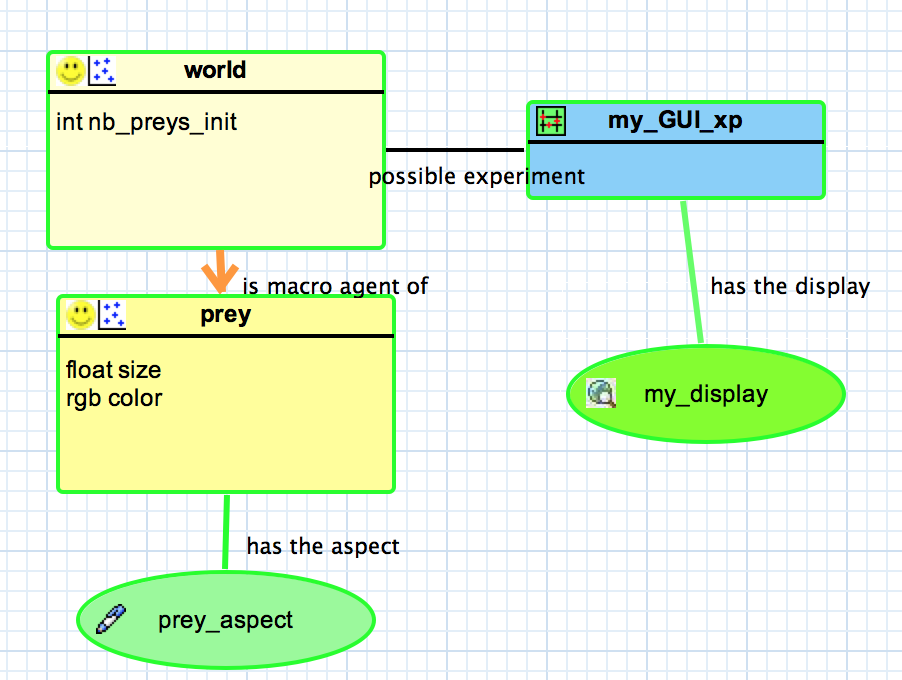 world
int nb_preys_init
my_GUI_xp
possible experiment
is macro agent of
has the display
prey
float size
rgb color
my_display
has the aspect
prey_aspect